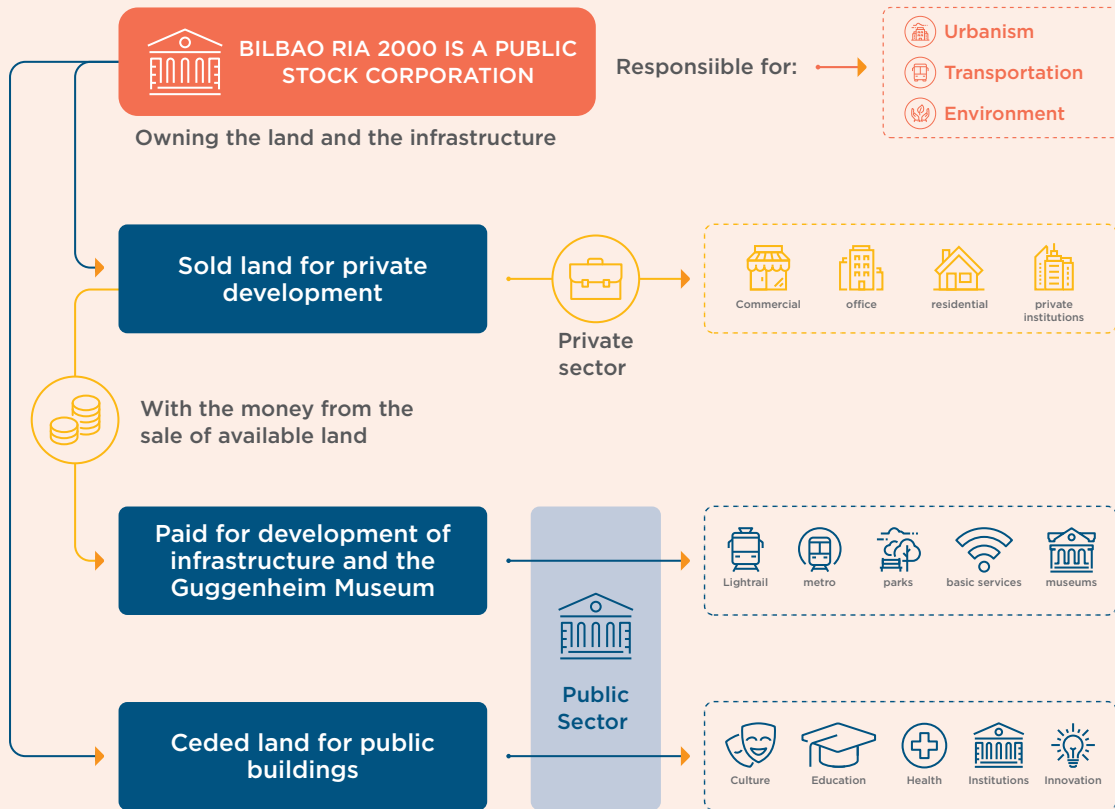 BILBAO RIA 2000 IS A PUBLIC
STOCK CORPORATION
Owning the land and the infrastructure
Responsiible for:
Urbanism
Transportation
Environment
Sold land for private
development
Private
sector
Commercial
office
residential
private
institutions
With the money from the
sale of available land
Paid for development of
infrastructure and the
Guggenheim Museum
Lightrail
metro
parks
basic services
museums
Public
Sector
Ceded land for public
buildings
Culture
Education
Health
Institutions
Innovation